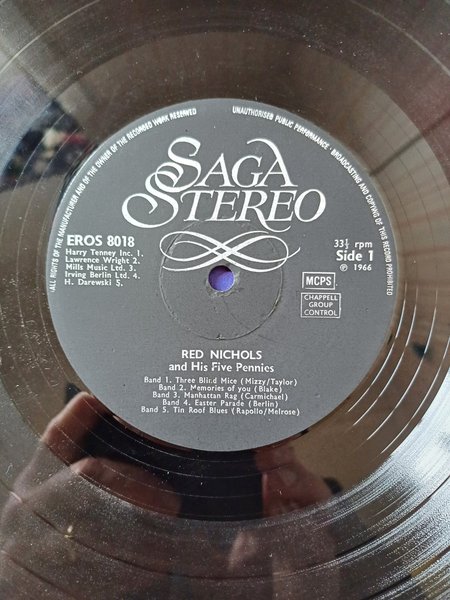 ALL RIGHTS OF THE MANUFACTURER AND OF THE OWNER OF THE RECORDED WORK RESERVED
UNAUTHORISED PUBLIC PERFORMANCE · BROADCASTING AND COPYING OF THIS RECORD PROHIBITED
SAGA
STEREO
EROS 8018
Harry Tenney Inc. 1.
Lawrence Wright 2.
Mills Music Ltd. 3.
Irving Berlin Ltd. 4.
H. Darewski 5.
33⅓ rpm
Side 1
℗ 1966
MCPS
CHAPPELL
GROUP
CONTROL
RED NICHOLS
and His Five Pennies
Band 1. Three Blind Mice (Mizzy/Taylor)
Band 2. Memories of you (Blake)
Band 3. Manhattan Rag (Carmichael)
Band 4. Easter Parade (Berlin)
Band 5. Tin Roof Blues (Rapollo/Melrose)